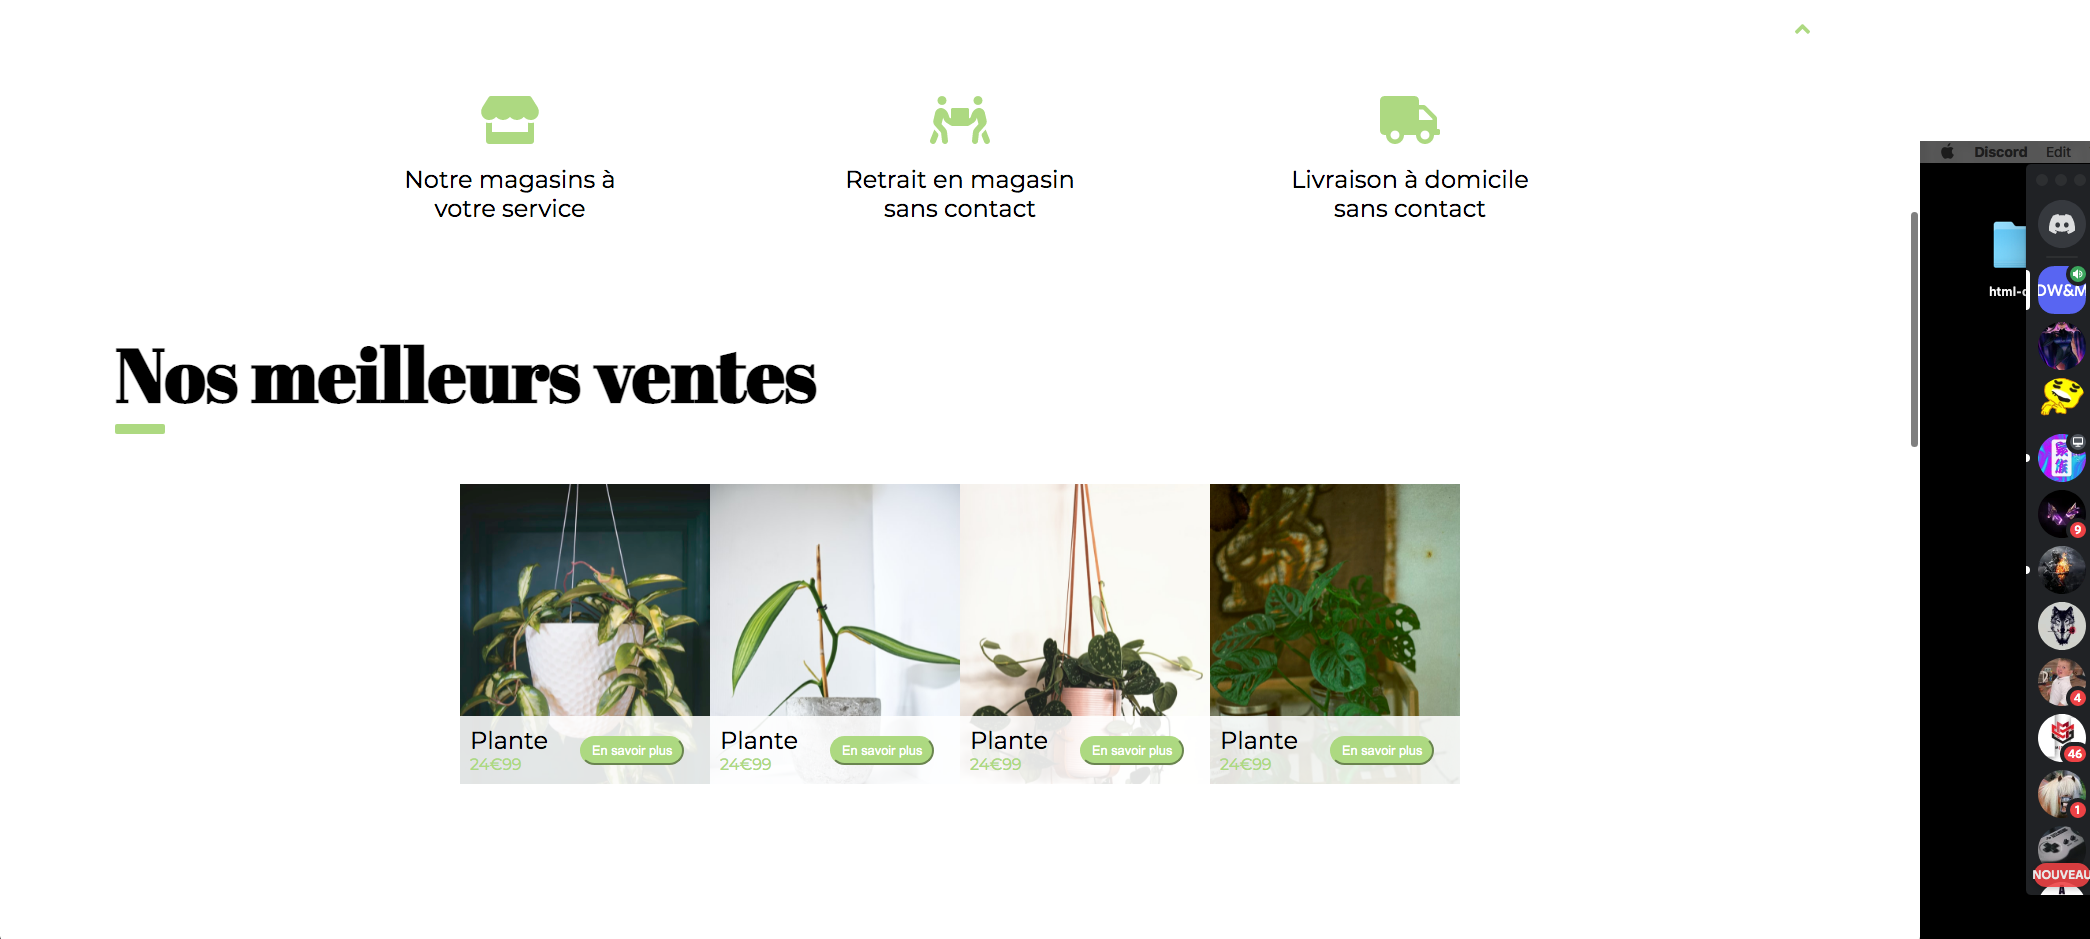 Notre magasins à
votre service
Retrait en magasin
sans contact
Livraison à domicile
sans contact
Nos meilleurs ventes
Plante
24€99
En savoir plus
Plante
24€99
En savoir plus
Plante
24€99
En savoir plus
Plante
24€99
En savoir plus
Discord Edit
html-
DW&M
9
4
46
1
NOUVEAU